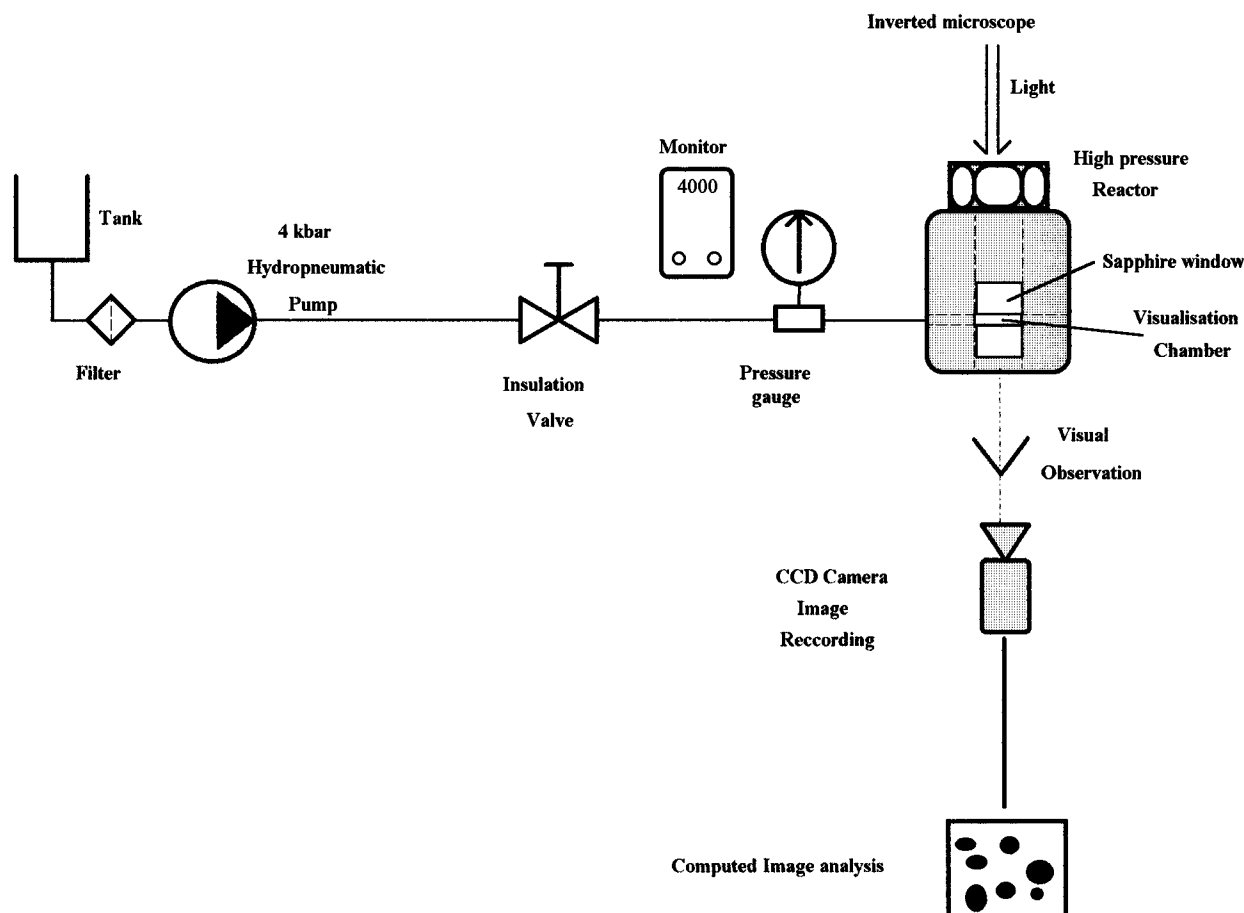 Inverted microscope
Light
Monitor
4000
High pressure
Reactor
Tank
4 kbar
Hydropneumatic
Pump
Sapphire window
Visualisation
Chamber
Filter
Insulation
Valve
Pressure
gauge
Visual
Observation
CCD Camera
Image
Reccording
Computed Image analysis